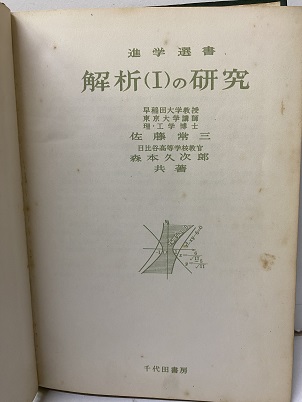 進学選書
解析(I)の研究
早稲田大学教授
東京大学講師
理・工学博士
佐藤常三
日比谷高等学校教官
森本久次郎
共著
千代田書房